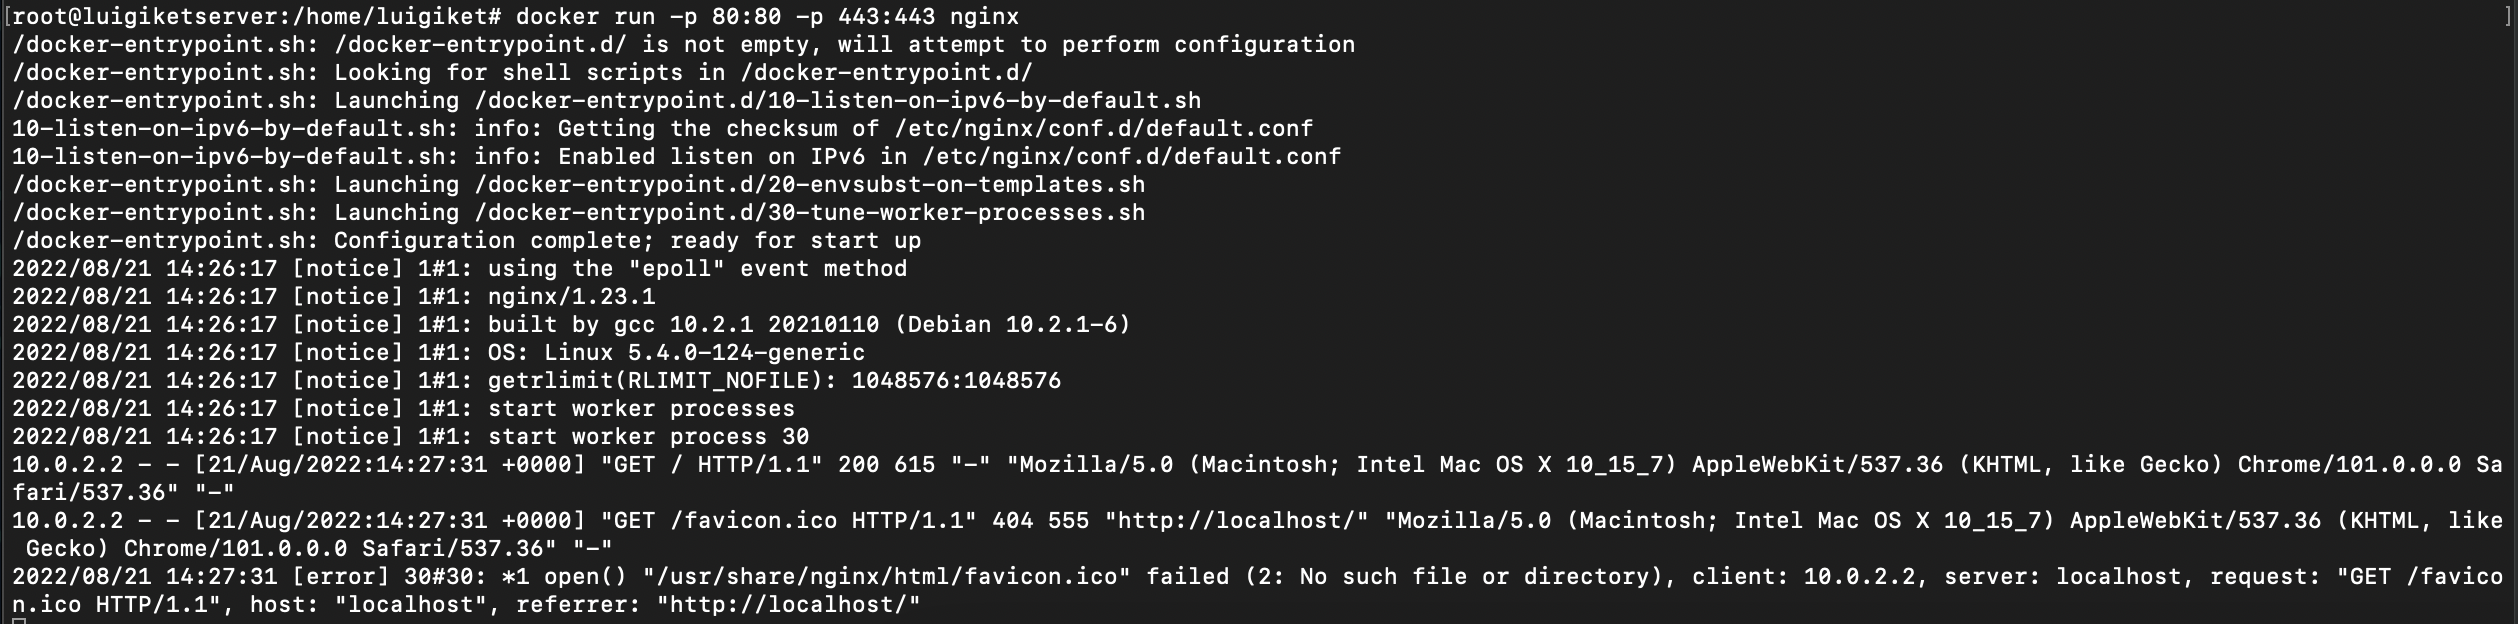 [root@luigiketserver:/home/luigiket# docker run -p 80:80 -p 443:443 nginx ]
/docker-entrypoint.sh: /docker-entrypoint.d/ is not empty, will attempt to perform configuration
/docker-entrypoint.sh: Looking for shell scripts in /docker-entrypoint.d/
/docker-entrypoint.sh: Launching /docker-entrypoint.d/10-listen-on-ipv6-by-default.sh
10-listen-on-ipv6-by-default.sh: info: Getting the checksum of /etc/nginx/conf.d/default.conf
10-listen-on-ipv6-by-default.sh: info: Enabled listen on IPv6 in /etc/nginx/conf.d/default.conf
/docker-entrypoint.sh: Launching /docker-entrypoint.d/20-envsubst-on-templates.sh
/docker-entrypoint.sh: Launching /docker-entrypoint.d/30-tune-worker-processes.sh
/docker-entrypoint.sh: Configuration complete; ready for start up
2022/08/21 14:26:17 [notice] 1#1: using the "epoll" event method
2022/08/21 14:26:17 [notice] 1#1: nginx/1.23.1
2022/08/21 14:26:17 [notice] 1#1: built by gcc 10.2.1 20210110 (Debian 10.2.1-6)
2022/08/21 14:26:17 [notice] 1#1: OS: Linux 5.4.0-124-generic
2022/08/21 14:26:17 [notice] 1#1: getrlimit(RLIMIT_NOFILE): 1048576:1048576
2022/08/21 14:26:17 [notice] 1#1: start worker processes
2022/08/21 14:26:17 [notice] 1#1: start worker process 30
10.0.2.2 - - [21/Aug/2022:14:27:31 +0000] "GET / HTTP/1.1" 200 615 "-" "Mozilla/5.0 (Macintosh; Intel Mac OS X 10_15_7) AppleWebKit/537.36 (KHTML, like Gecko) Chrome/101.0.0.0 Sa
fari/537.36" "-"
10.0.2.2 - - [21/Aug/2022:14:27:31 +0000] "GET /favicon.ico HTTP/1.1" 404 555 "http://localhost/" "Mozilla/5.0 (Macintosh; Intel Mac OS X 10_15_7) AppleWebKit/537.36 (KHTML, like
 Gecko) Chrome/101.0.0.0 Safari/537.36" "-"
2022/08/21 14:27:31 [error] 30#30: *1 open() "/usr/share/nginx/html/favicon.ico" failed (2: No such file or directory), client: 10.0.2.2, server: localhost, request: "GET /favico
n.ico HTTP/1.1", host: "localhost", referrer: "http://localhost/"